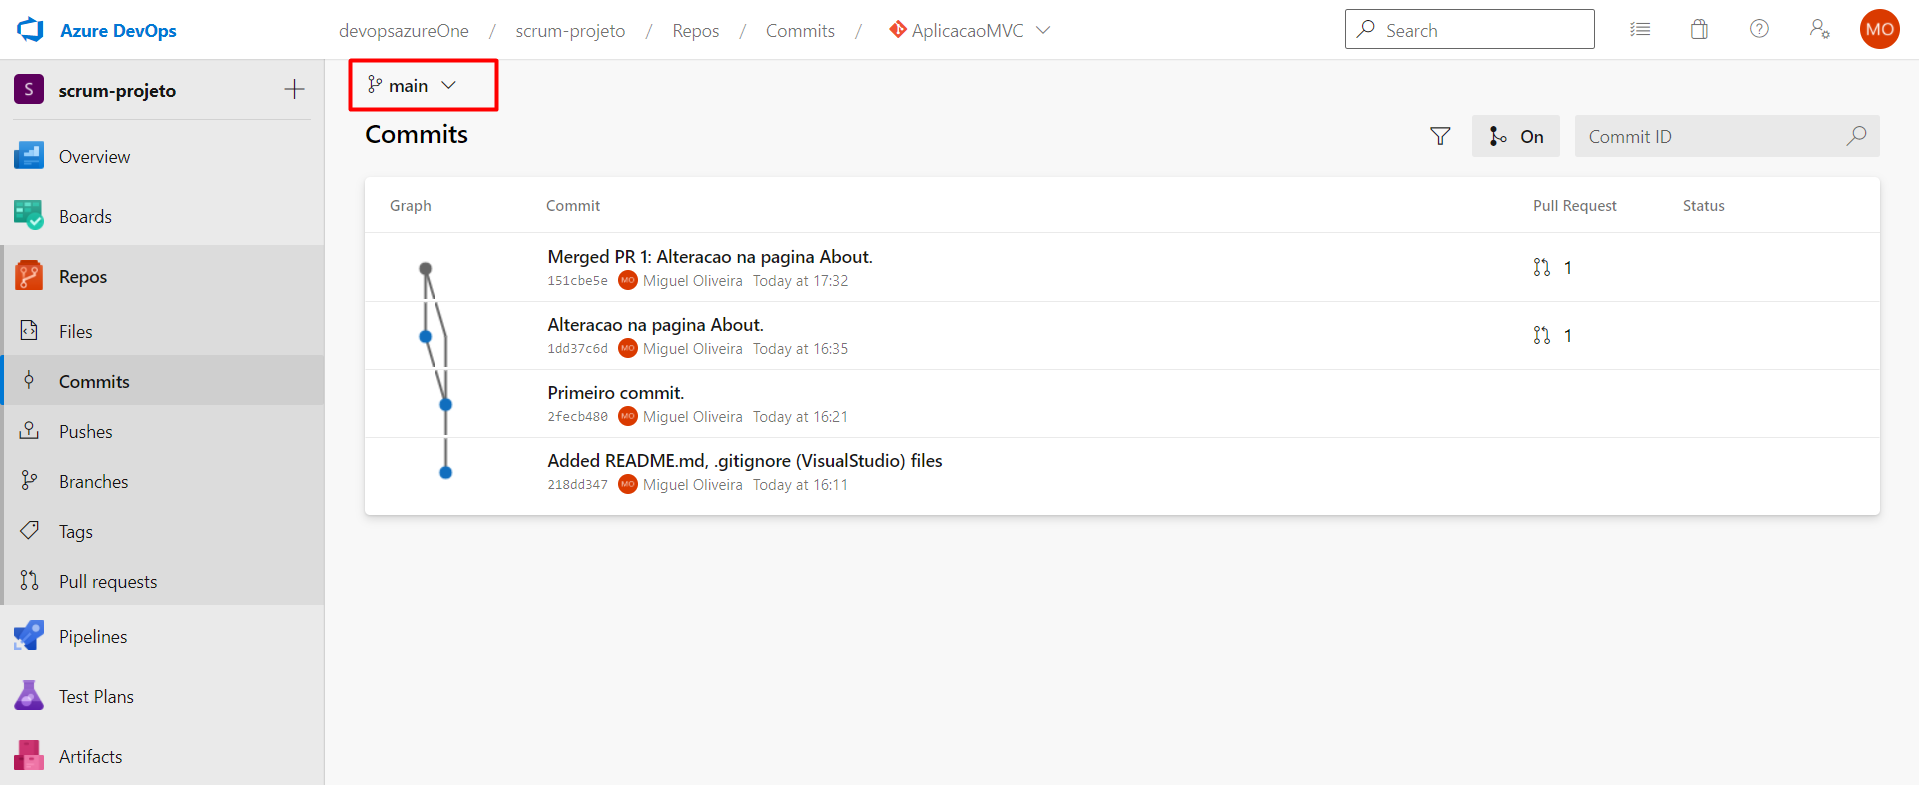 Azure DevOps
devopsazureOne / scrum-projeto / Repos / Commits / AplicacaoMVC
Search
MO
S scrum-projeto
main
Commits
On
Commit ID
Overview
Boards
Repos
Files
Commits
Pushes
Branches
Tags
Pull requests
Pipelines
Test Plans
Artifacts
Graph Commit Pull Request Status
Merged PR 1: Alteracao na pagina About.
151cbe5e MO Miguel Oliveira Today at 17:32
1
Alteracao na pagina About.
1dd37c6d MO Miguel Oliveira Today at 16:35
1
Primeiro commit.
2fecb480 MO Miguel Oliveira Today at 16:21
Added README.md, .gitignore (VisualStudio) files
218dd347 MO Miguel Oliveira Today at 16:11